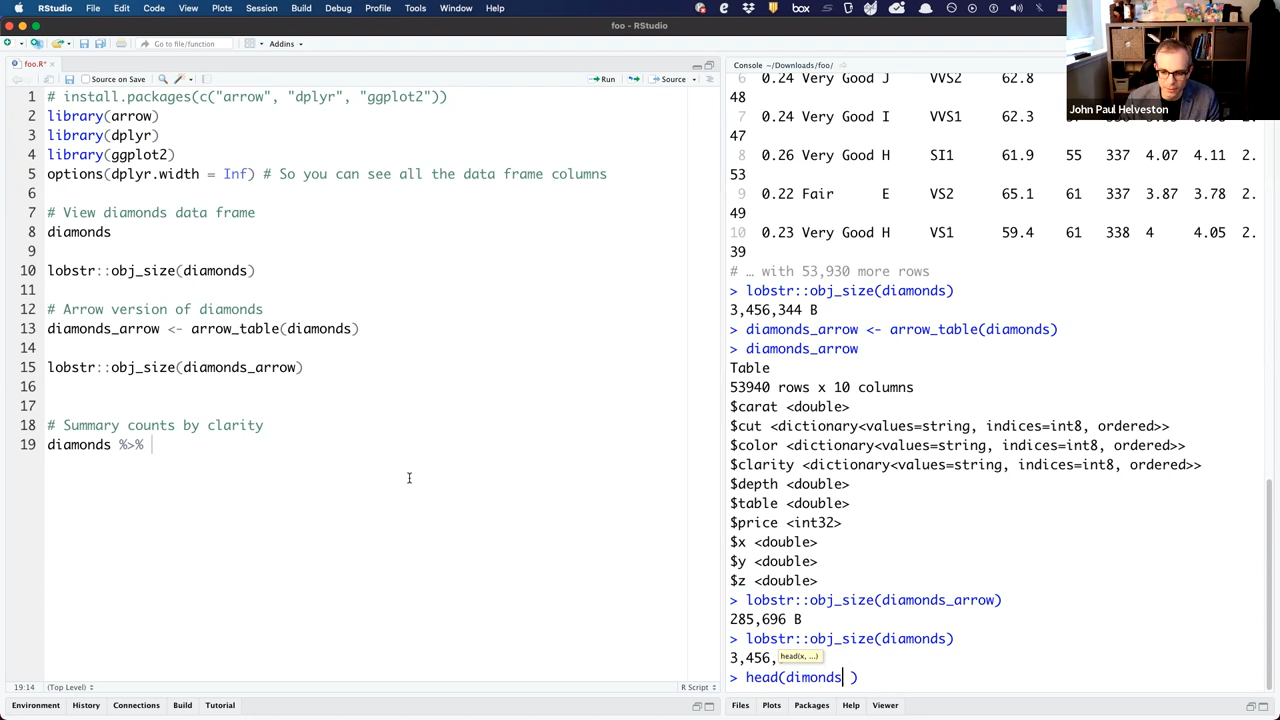 RStudio File Edit Code View Plots Session Build Debug Profile Tools Window Help
foo - RStudio
Go to file/function Addins
foo.R*
Source on Save Run Source
1 # install.packages(c("arrow", "dplyr", "ggplot2"))
2 library(arrow)
3 library(dplyr)
4 library(ggplot2)
5 options(dplyr.width = Inf) # So you can see all the data frame columns
6
7 # View diamonds data frame
8 diamonds
9
10 lobstr::obj_size(diamonds)
11
12 # Arrow version of diamonds
13 diamonds_arrow <- arrow_table(diamonds)
14
15 lobstr::obj_size(diamonds_arrow)
16
17
18 # Summary counts by clarity
19 diamonds %>%
19:14 (Top Level) R Script
Environment History Connections Build Tutorial
Console ~/Downloads/foo/
6 0.24 Very Good J VVS2 62.8
48
7 0.24 Very Good I VVS1 62.3
47
8 0.26 Very Good H SI1 61.9 55 337 4.07 4.11 2.
53
9 0.22 Fair E VS2 65.1 61 337 3.87 3.78 2.
49
10 0.23 Very Good H VS1 59.4 61 338 4 4.05 2.
39
# … with 53,930 more rows
> lobstr::obj_size(diamonds)
3,456,344 B
> diamonds_arrow <- arrow_table(diamonds)
> diamonds_arrow
Table
53940 rows x 10 columns
$carat <double>
$cut <dictionary<values=string, indices=int8, ordered>>
$color <dictionary<values=string, indices=int8, ordered>>
$clarity <dictionary<values=string, indices=int8, ordered>>
$depth <double>
$table <double>
$price <int32>
$x <double>
$y <double>
$z <double>
> lobstr::obj_size(diamonds_arrow)
285,696 B
> lobstr::obj_size(diamonds)
3,456,
head(x, ...)
> head(dimonds )
Files Plots Packages Help Viewer
John Paul Helveston